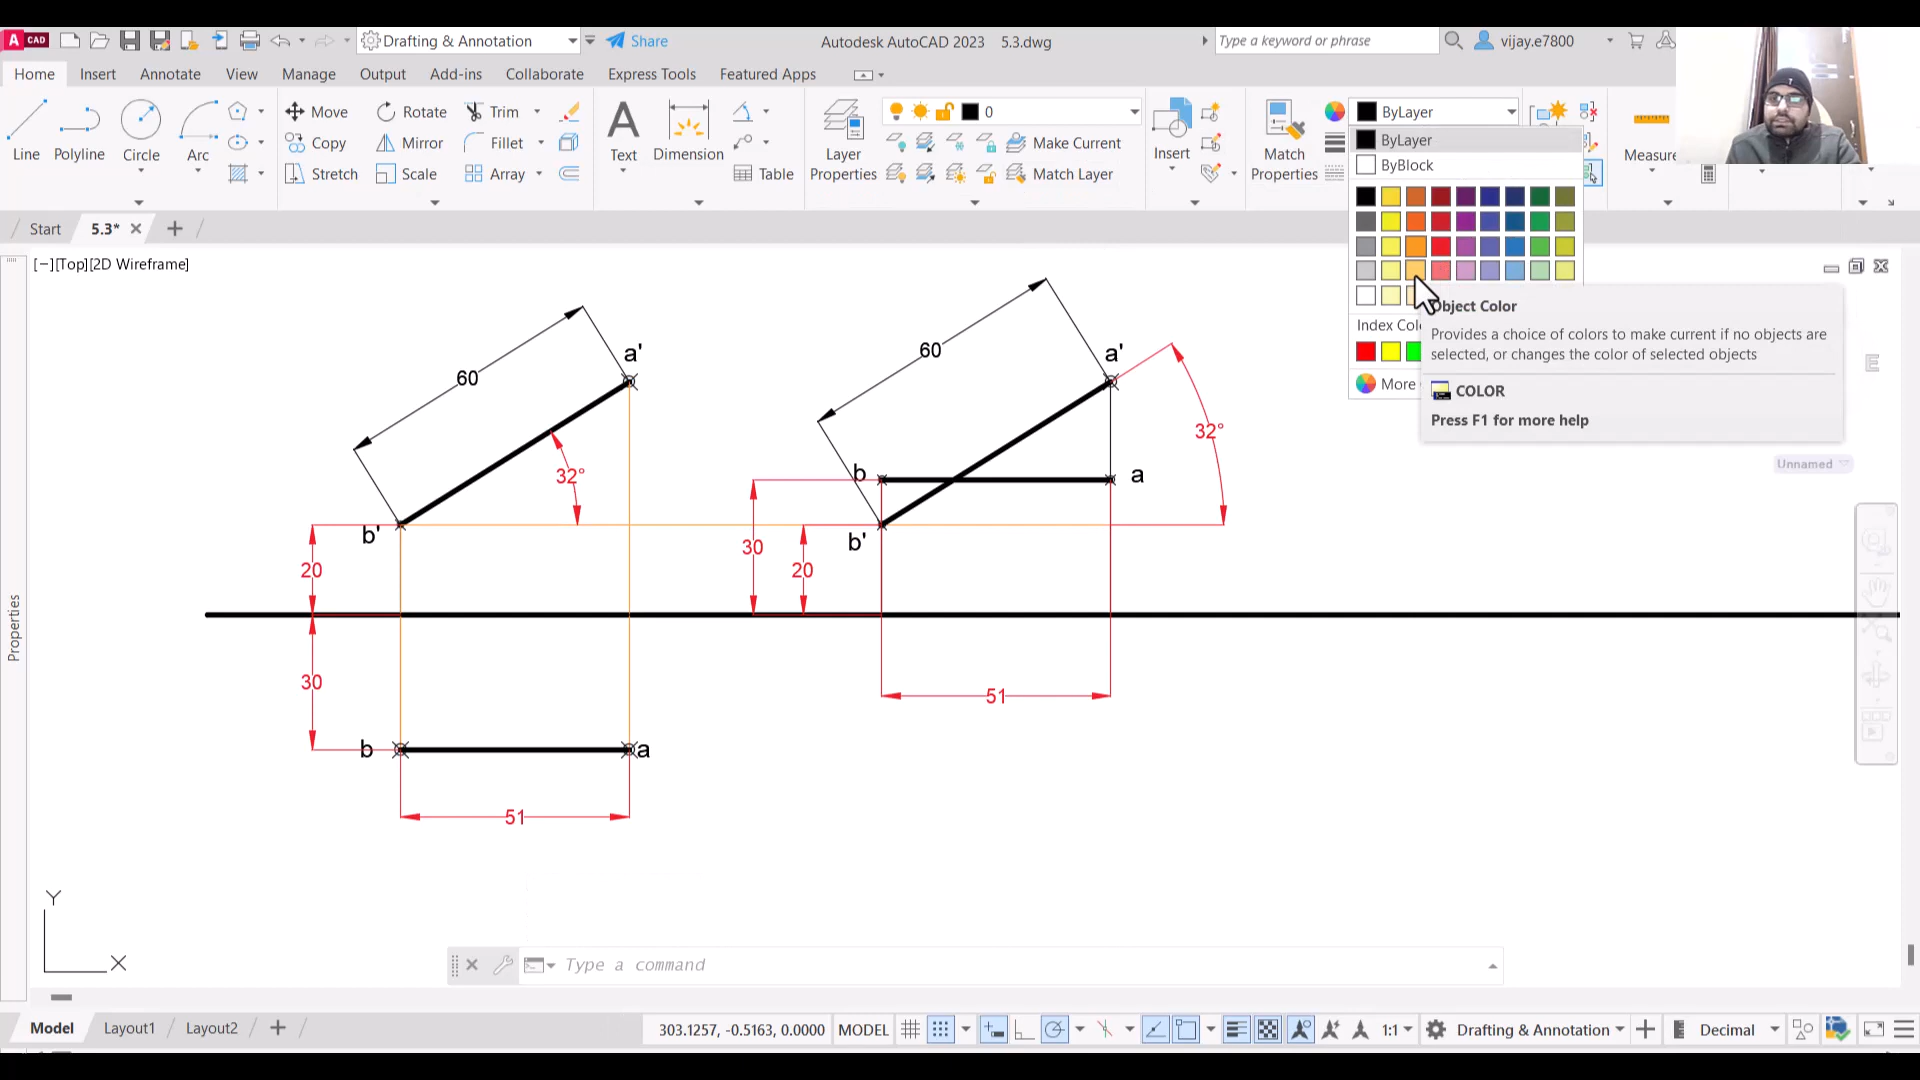 A CAD
Drafting & Annotation
Share
Autodesk AutoCAD 2023 5.3.dwg
Type a keyword or phrase
vijay.e7800
Home Insert Annotate View Manage Output Add-ins Collaborate Express Tools Featured Apps
Line
Polyline
Circle
Arc
Move Rotate Trim
Copy Mirror Fillet
Stretch Scale Array
Text
Dimension
Table
Layer
Properties
0
Make Current
Match Layer
Insert
Match
Properties
ByLayer
ByLayer
ByBlock
Measure
Start 5.3*
[−][Top][2D Wireframe]
Object Color
Provides a choice of colors to make current if no objects are
selected, or changes the color of selected objects
COLOR
Press F1 for more help
More
E
Unnamed
Properties
60
a'
32°
b'
20
30
b
a
51
60
a'
32°
b
a
b'
30
20
51
Y
X
Type a command
Model Layout1 Layout2
303.1257, -0.5163, 0.0000 MODEL
1:1
Drafting & Annotation
Decimal